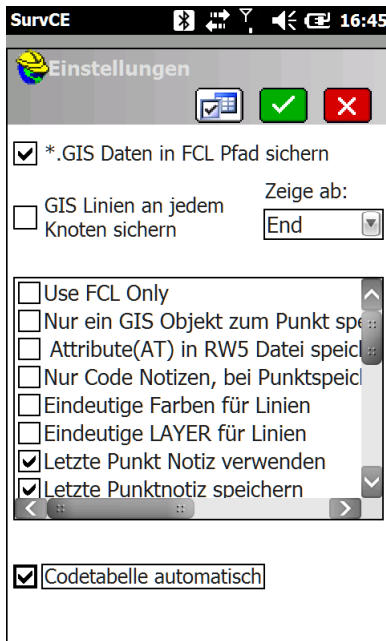 SurvCE 16:45
Einstellungen
*.GIS Daten in FCL Pfad sichern
Zeige ab:
GIS Linien an jedem
Knoten sichern
End
Use FCL Only
Nur ein GIS Objekt zum Punkt spe
Attribute(AT) in RW5 Datei speicl
Nur Code Notizen, bei Punktspeicl
Eindeutige Farben für Linien
Eindeutige LAYER für Linien
Letzte Punkt Notiz verwenden
Letzte Punktnotiz speichern
Codetabelle automatisch